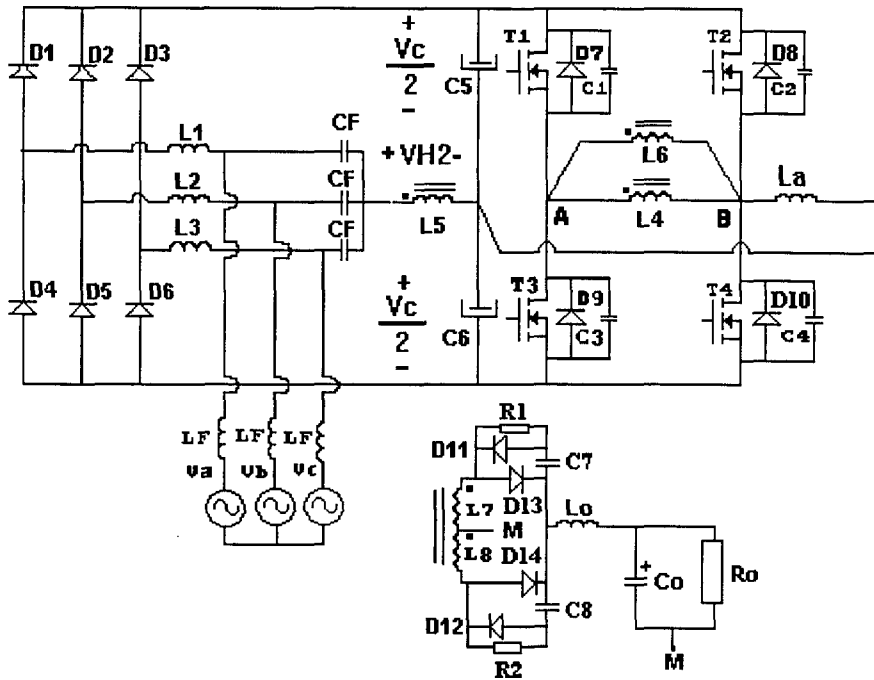 +
Vc
2
-
D1
D2
D3
C5
T1
D7
C1
T2
D8
C2
L1
CF
+VH2-
L6
L2
CF
La
L3
CF
L5
A
L4
B
D4
D5
D6
+
Vc
2
-
C6
T3
D9
C3
T4
D10
C4
LF
LF
LF
va
vb
vc
R1
D11
C7
D13
L7
M
Lo
L8
D14
+
Co
Ro
C8
D12
R2
M